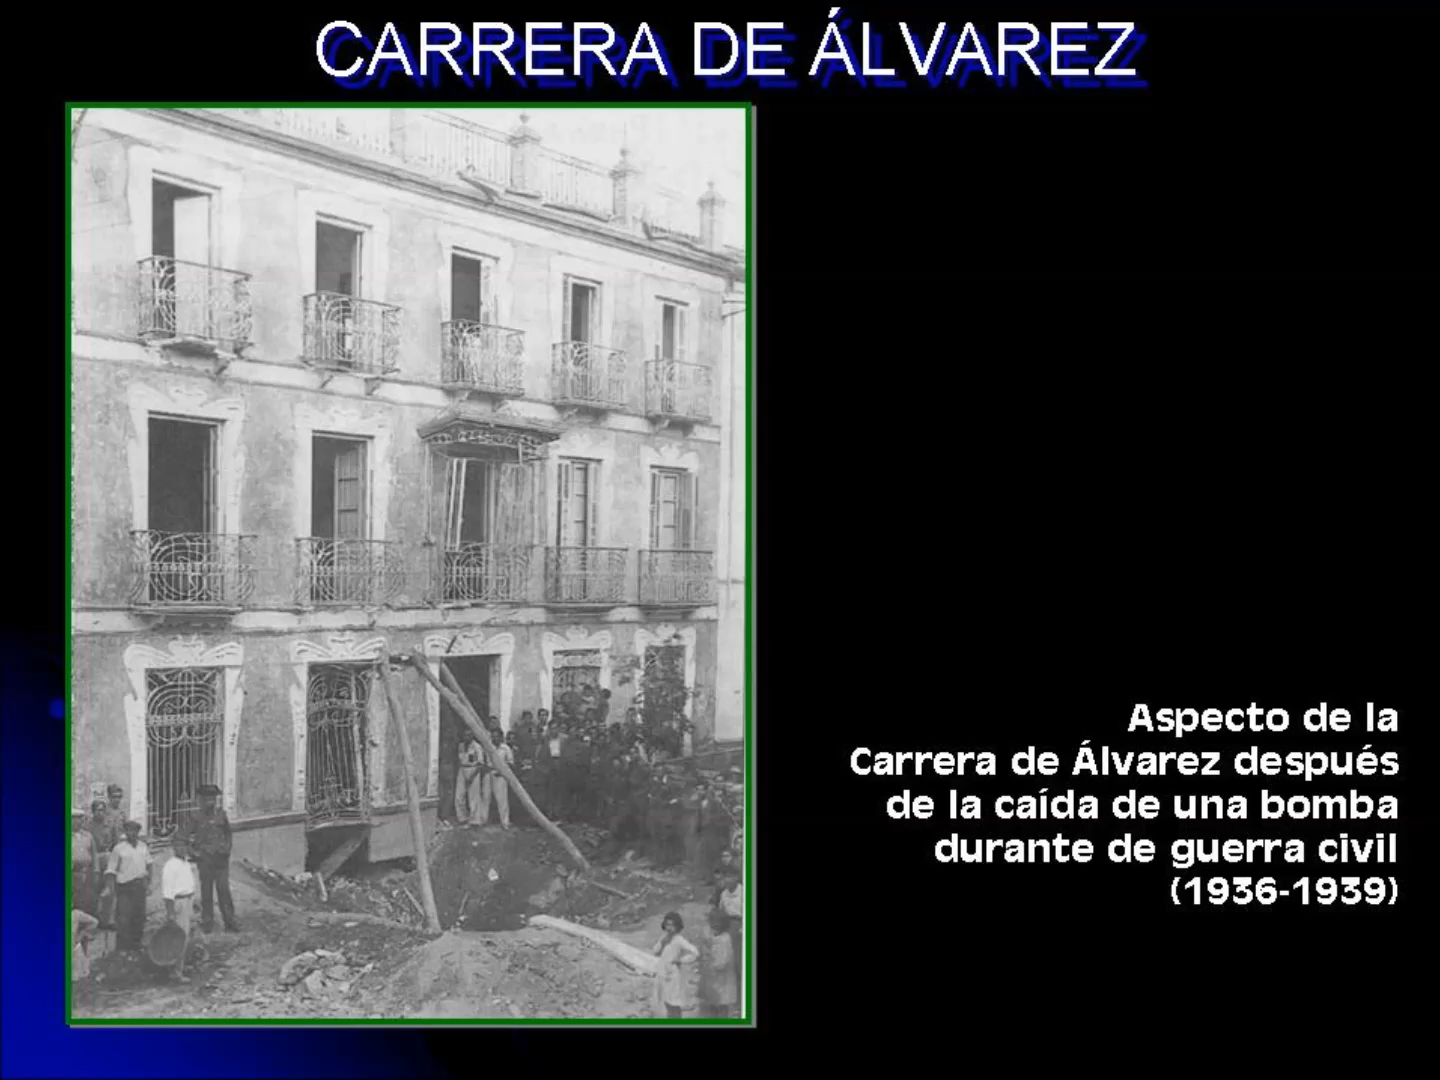 CARRERA DE ÁLVAREZ
Aspecto de la
Carrera de Álvarez después
de la caída de una bomba
durante de guerra civil
(1936-1939)